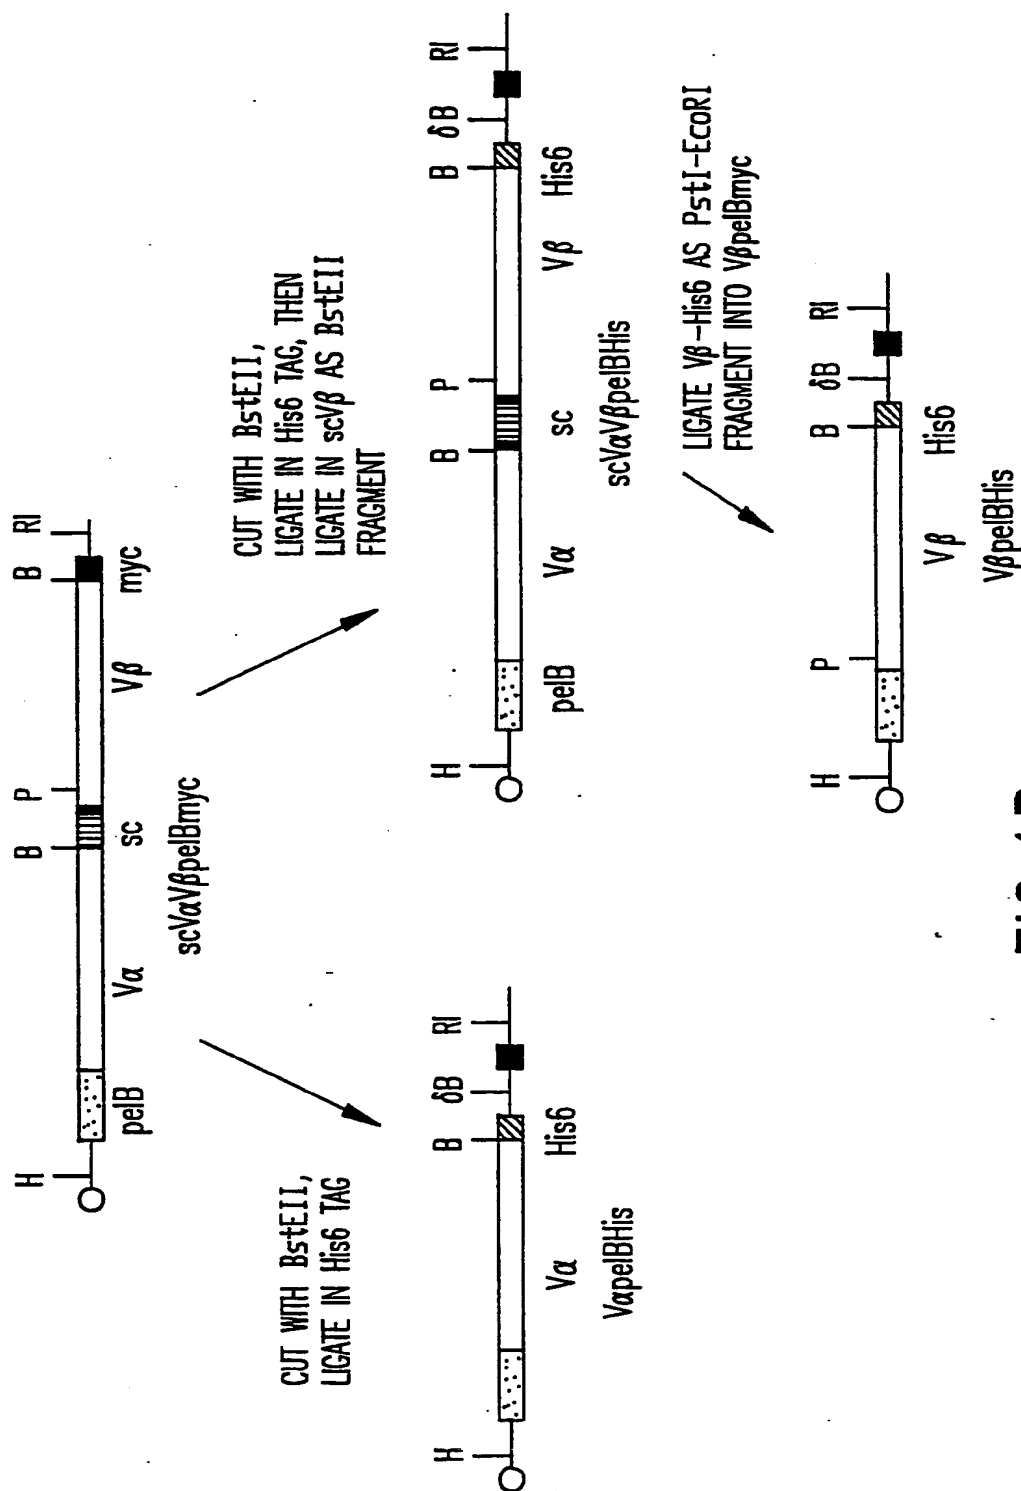 H B P B RI
pelB Vα sc Vβ myc
scVαVβpelBmyc
CUT WITH BstEII,
LIGATE IN His6 TAG
CUT WITH BstEII,
LIGATE IN His6 TAG, THEN
LIGATE IN scVβ AS BstEII
FRAGMENT
H B δB RI
Vα His6
VαpelBHis
H B P B δB RI
pelB Vα sc Vβ His6
scVαVβpelBHis
LIGATE Vβ-His6 AS PstI-EcoRI
FRAGMENT INTO VβpelBmyc
H P B δB RI
Vβ His6
VβpelBHis